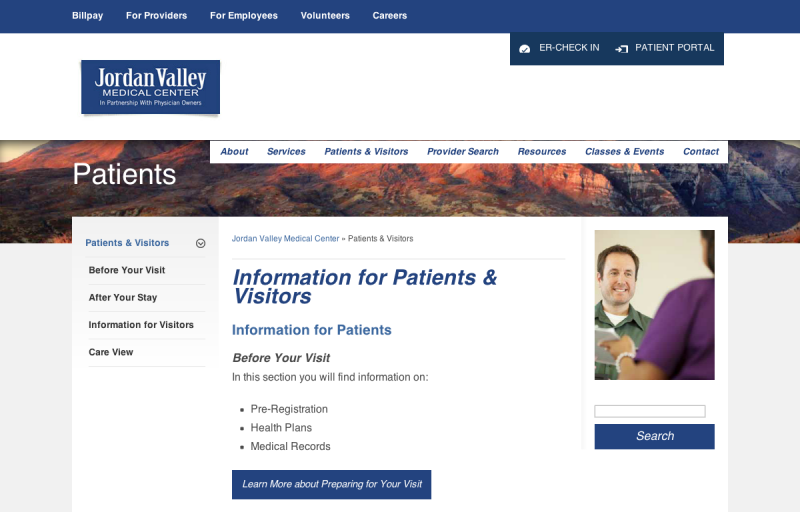 Billpay For Providers For Employees Volunteers Careers
ER-CHECK IN PATIENT PORTAL
Jordan Valley
MEDICAL CENTER
In Partnership With Physician Owners
About Services Patients & Visitors Provider Search Resources Classes & Events Contact
Patients
Patients & Visitors
Before Your Visit
After Your Stay
Information for Visitors
Care View
Jordan Valley Medical Center » Patients & Visitors
Information for Patients &
Visitors
Information for Patients
Before Your Visit
In this section you will find information on:
Pre-Registration
Health Plans
Medical Records
Learn More about Preparing for Your Visit
Search